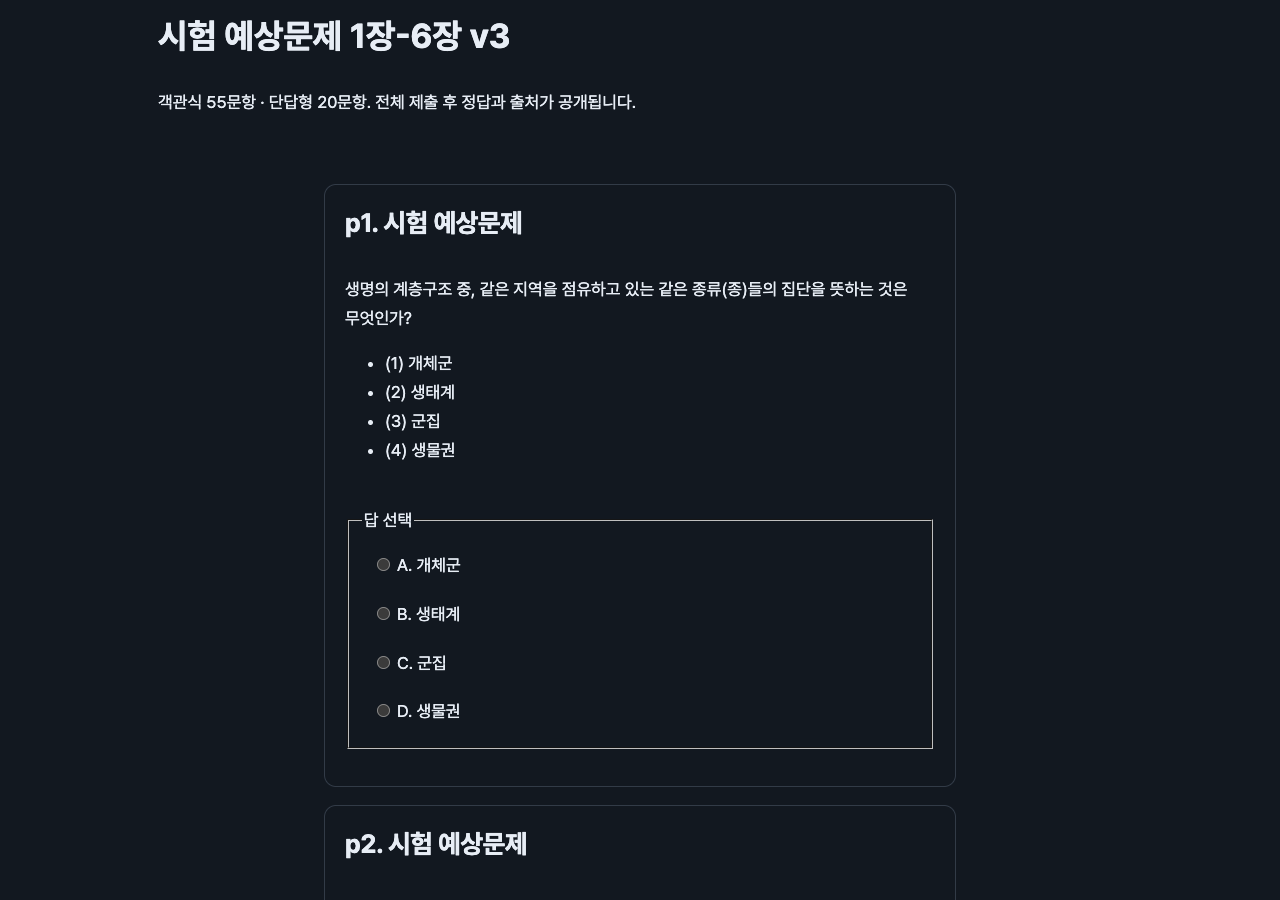 시험 예상문제 1장-6장 v3
객관식 55문항 · 단답형 20문항. 전체 제출 후 정답과 출처가 공개됩니다.
p1. 시험 예상문제
생명의 계층구조 중, 같은 지역을 점유하고 있는 같은 종류(종)들의 집단을 뜻하는 것은
무엇인가?
• (1) 개체군
• (2) 생태계
• (3) 군집
• (4) 생물권
답 선택
A. 개체군
B. 생태계
C. 군집
D. 생물권
p2. 시험 예상문제